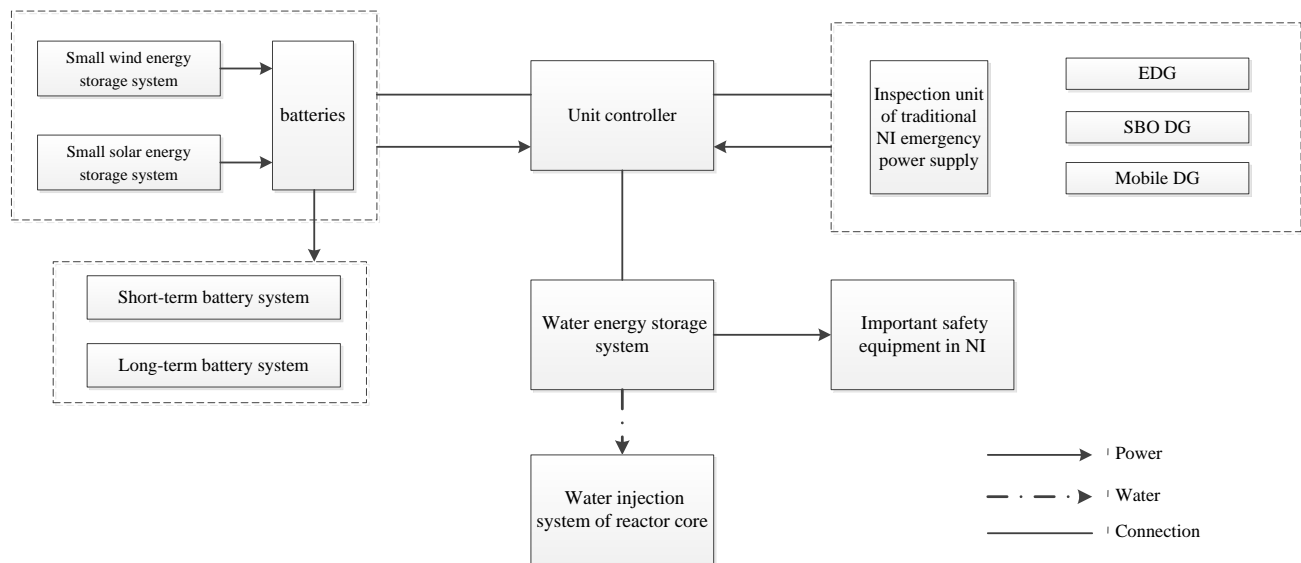 Small wind energy
storage system
Small solar energy
storage system
batteries
Short-term battery system
Long-term battery system
Unit controller
Water energy storage
system
Water injection
system of reactor core
Inspection unit
of traditional
NI emergency
power supply
EDG
SBO DG
Mobile DG
Important safety
equipment in NI
Power
Water
Connection